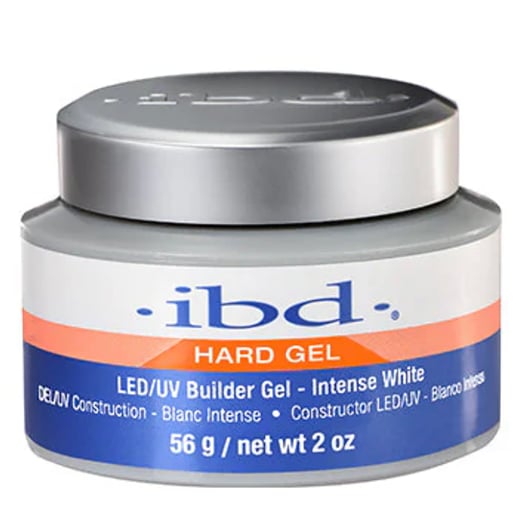 ibd
·ibd·®
HARD GEL
LED/UV Builder Gel - Intense White
DEL/UV Construction - Blanc Intense • Constructor LED/UV - Blanco Intenso
56 g / net wt 2 oz